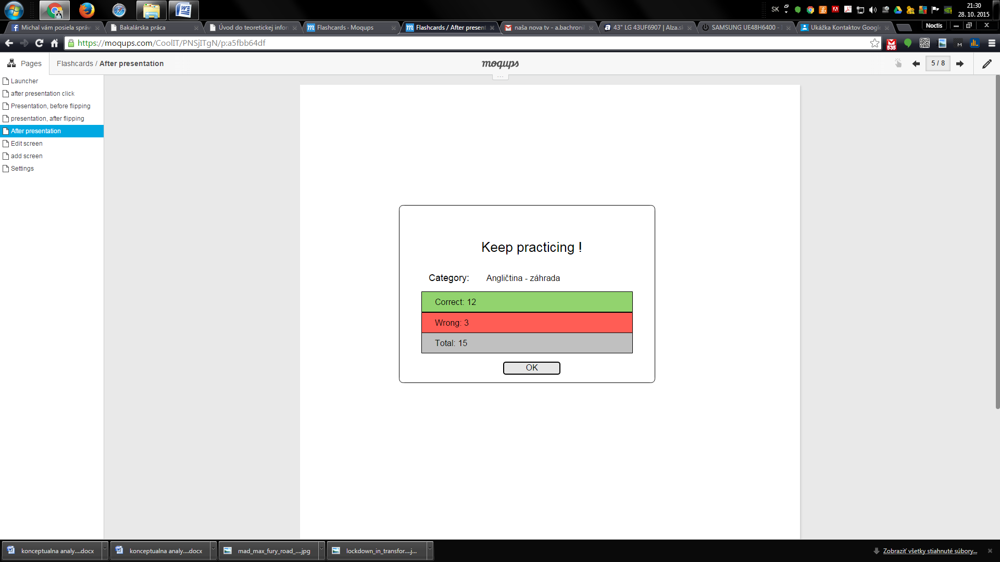 SK
21:30
28. 10. 2015
Michal vám posiela sprá
Bakalárska práca
Úvod do teoretickej infor
Flashcards · Moqups
Flashcards / After present
naša nova tv - a.bachroni
43" LG 43UF6907 | Alza.sk
SAMSUNG UE48H6400 -
Ukážka Kontaktov Google
Noctis
https://moqups.com/CoolIT/PNSjITgN/p:a5fbb64df
535
M
Pages
Flashcards / After presentation
moqups
5 / 8
...
Launcher
after presentation click
Presentation, before flipping
presentation, after flipping
After presentation
Edit screen
add screen
Settings
Keep practicing !
Category: Angličtina - záhrada
Correct: 12
Wrong: 3
Total: 15
OK
konceptualna analy....docx
konceptualna analy....docx
mad_max_fury_road_....jpg
lockdown_in_transfor....j...
Zobraziť všetky stiahnuté súbory...